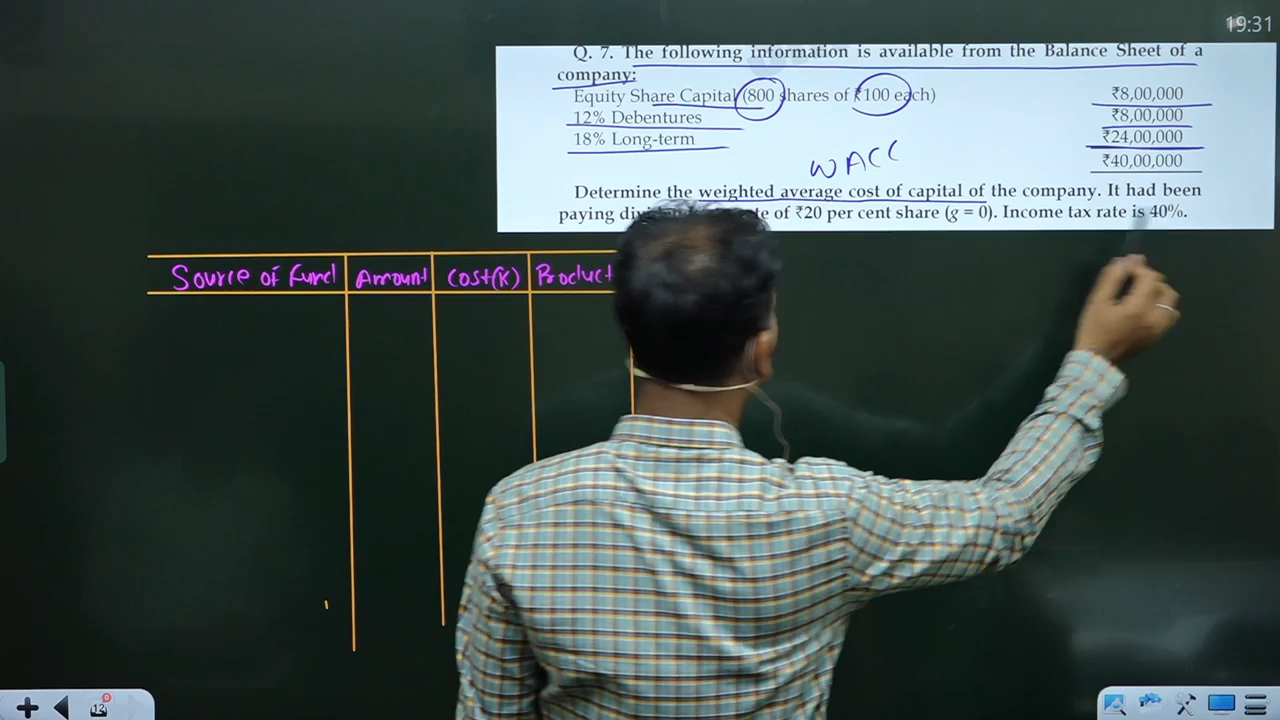 19:31
Q. 7. The following information is available from the Balance Sheet of a
company:
Equity Share Capital (800 shares of ₹100 each) ₹8,00,000
12% Debentures ₹8,00,000
18% Long-term ₹24,00,000
₹40,00,000
WACC
Determine the weighted average cost of capital of the company. It had been
paying of ₹20 per cent share (g = 0). Income tax rate is 40%.
Source of Fund Amount Cost(K) Product
12